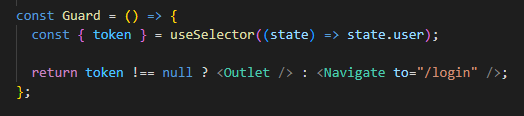 const Guard = () => {
const { token } = useSelector((state) => state.user);
return token !== null ? <Outlet /> : <Navigate to="/login" />;
};